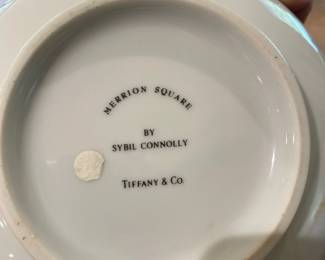 MERRION SQUARE
BY
SYBIL CONNOLLY
TIFFANY & CO.